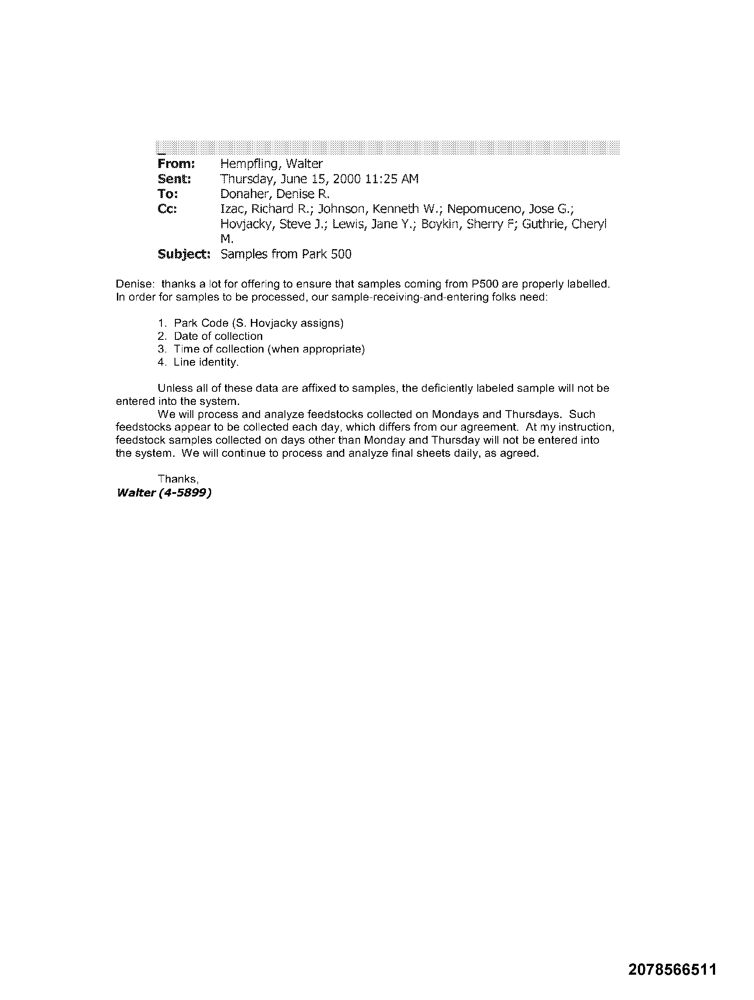 From: Hempfling, Walter
Sent: Thursday, June 15, 2000 11:25 AM
To: Donaher, Denise R.
Cc: Izac, Richard R.; Johnson, Kenneth W.; Nepomuceno, Jose G.;
Hovjacky, Steve J.; Lewis, Jane Y.; Boykin, Sherry F; Guthrie, Cheryl
M.
Subject: Samples from Park 500
Denise: thanks a lot for offering to ensure that samples coming from P500 are properly labelled.
In order for samples to be processed, our sample-receiving-and-entering folks need:
1. Park Code (S. Hovjacky assigns)
2. Date of collection
3. Time of collection (when appropriate)
4. Line identity.
Unless all of these data are affixed to samples, the deficiently labeled sample will not be
entered into the system.
We will process and analyze feedstocks collected on Mondays and Thursdays. Such
feedstocks appear to be collected each day, which differs from our agreement. At my instruction,
feedstock samples collected on days other than Monday and Thursday will not be entered into
the system. We will continue to process and analyze final sheets daily, as agreed.
Thanks,
Walter (4-5899)
2078566511